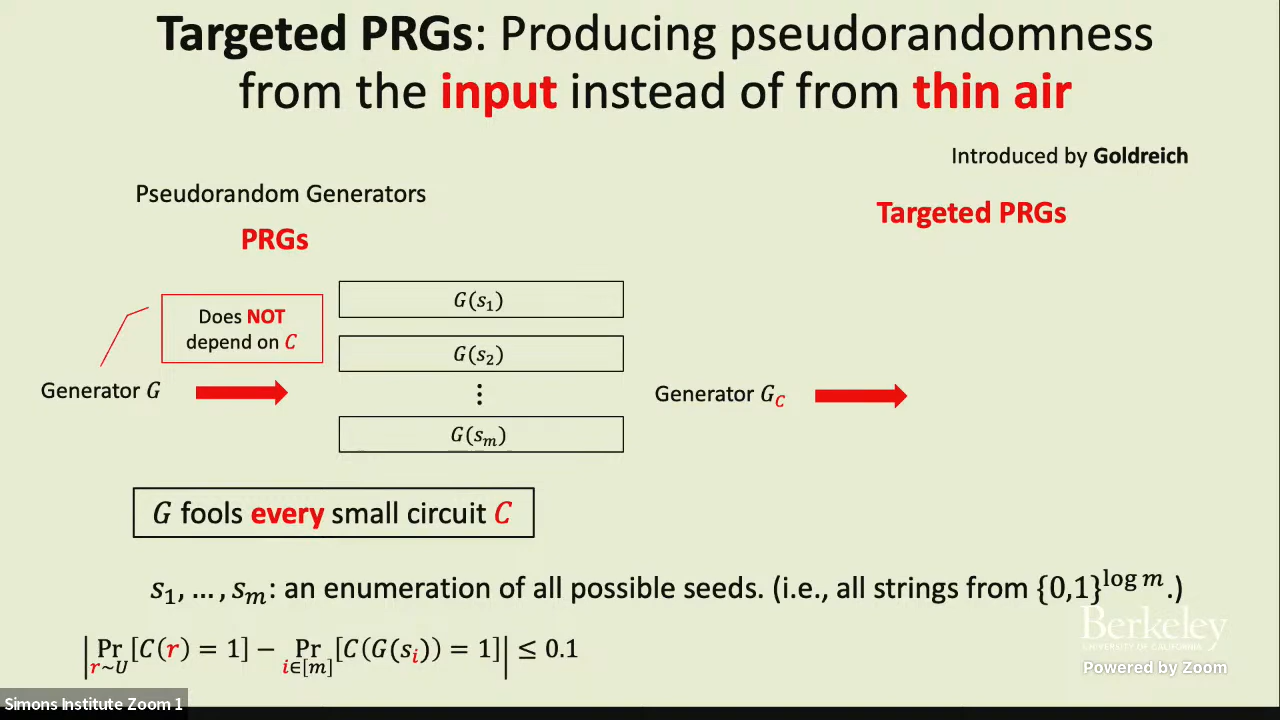 Targeted PRGs: Producing pseudorandomness
from the input instead of from thin air
Introduced by Goldreich
Pseudorandom Generators
PRGs
Targeted PRGs
Does NOT
depend on C
G(s₁)
G(s₂)
⋮
G(sₘ)
Generator G
Generator G_C
G fools every small circuit C
s₁, …, sₘ: an enumeration of all possible seeds. (i.e., all strings from {0,1}^{log m}.)
|Pr_{r∼U}[C(r) = 1] − Pr_{i∈[m]}[C(G(sᵢ)) = 1]| ≤ 0.1
Berkeley
UNIVERSITY OF CALIFORNIA
Powered by Zoom
Simons Institute Zoom 1